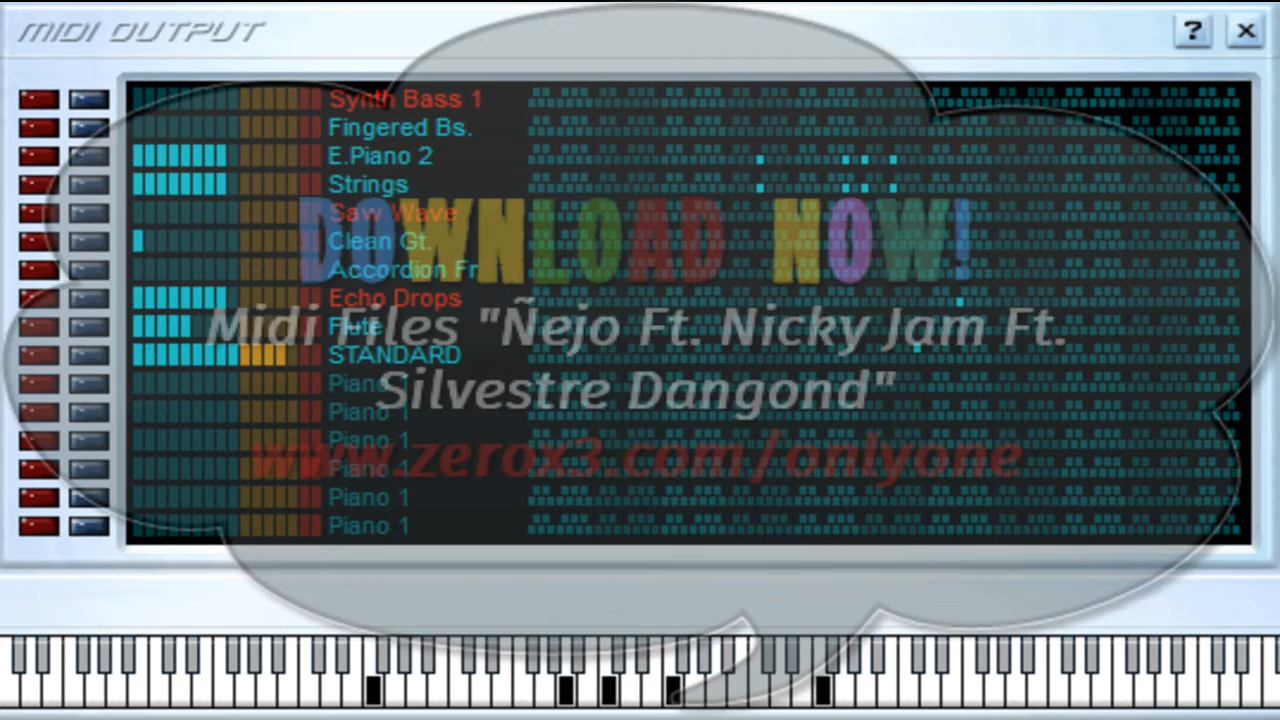 MIDI OUTPUT
? ×
Synth Bass 1
Fingered Bs.
E.Piano 2
Strings
Saw Wave
DOWNLOAD NOW!
Clean Gt.
Accordion Fr
Echo Drops
Midi Files "Ñejo Ft. Nicky Jam Ft.
Flute
STANDARD
Piano 1
Silvestre Dangond"
Piano 1
Piano 1
www.zerox3.com/onlyone
Piano 1
Piano 1
Piano 1